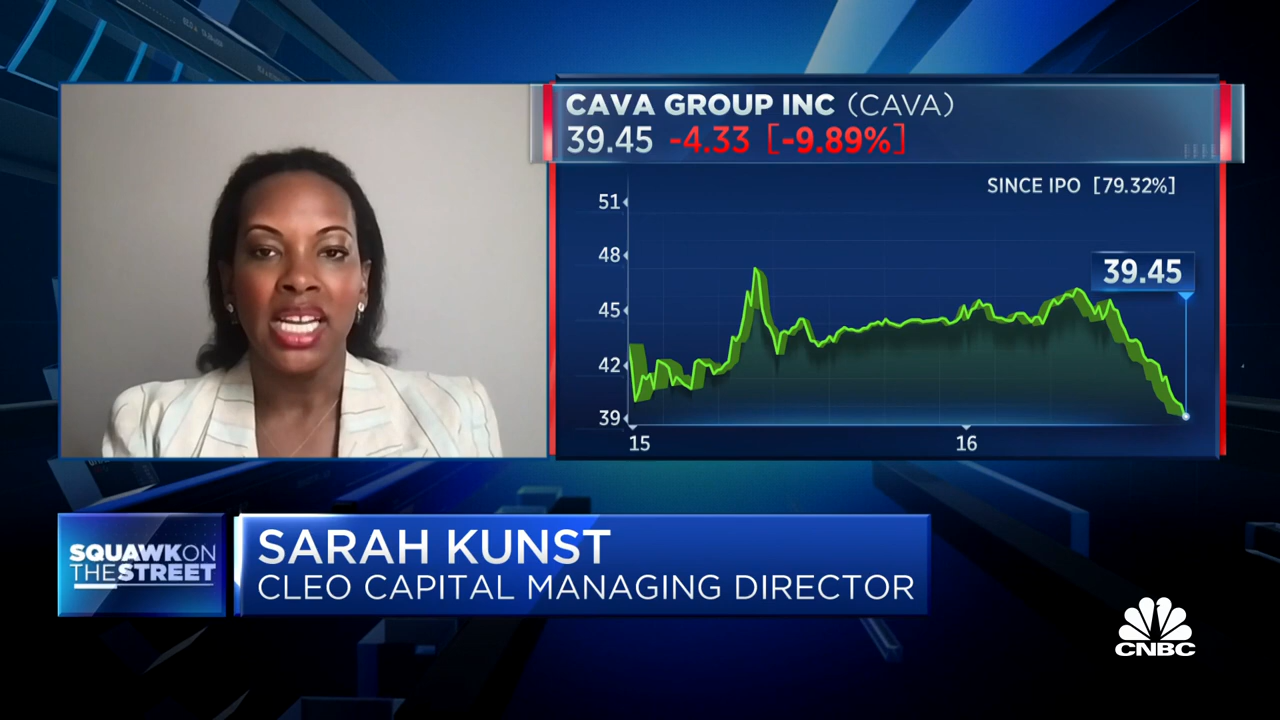 CAVA GROUP INC (CAVA)
39.45 -4.33 [-9.89%]
SINCE IPO [79.32%]
51
48
39.45
45
42
39
15 16
SQUAWK ON
THE STREET
SARAH KUNST
CLEO CAPITAL MANAGING DIRECTOR
CNBC